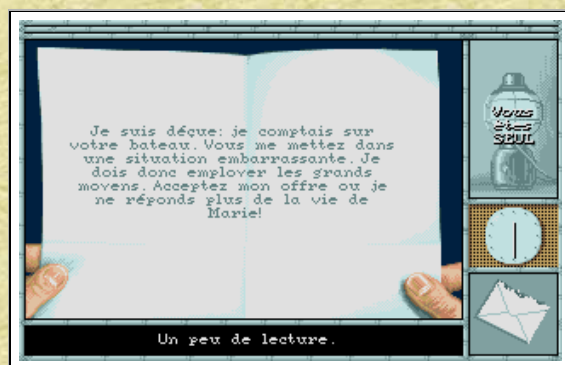 Je suis déçue: je comptais sur
votre bateau. Vous me mettez dans
une situation embarrassante. Je
dois donc employer les grands
moyens. Acceptez mon offre ou je
ne réponds plus de la vie de
Marie!
Vous
êtes
SEUL
Un peu de lecture.